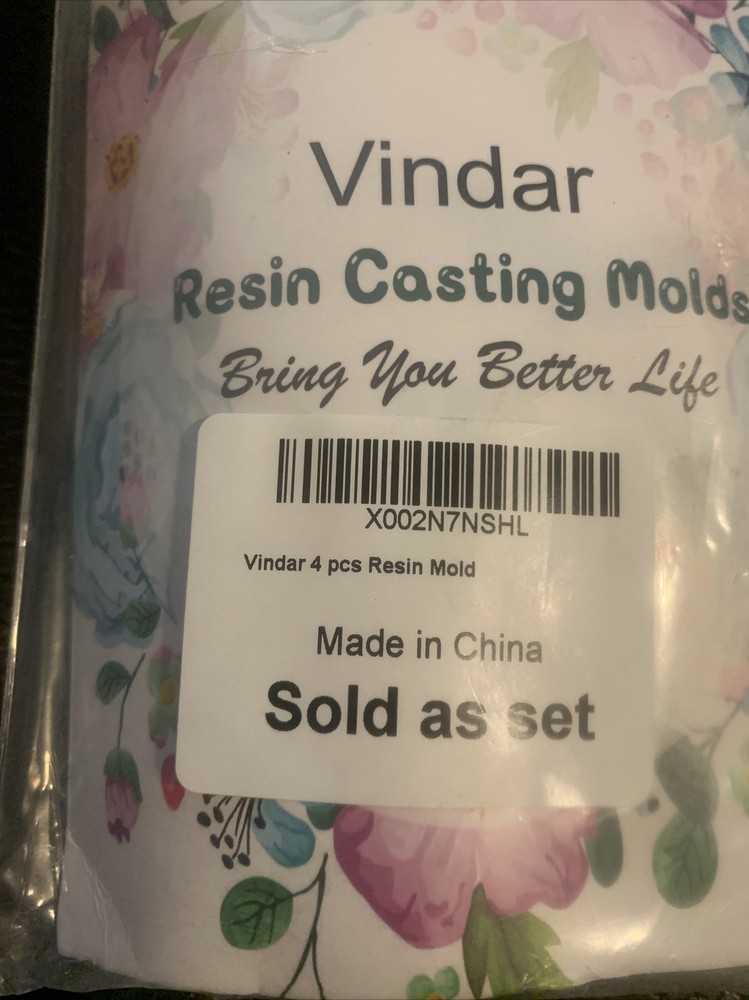 Vindar
Resin Casting Molds
Bring You Better Life
X002N7NSHL
Vindar 4 pcs Resin Mold
Made in China
Sold as set